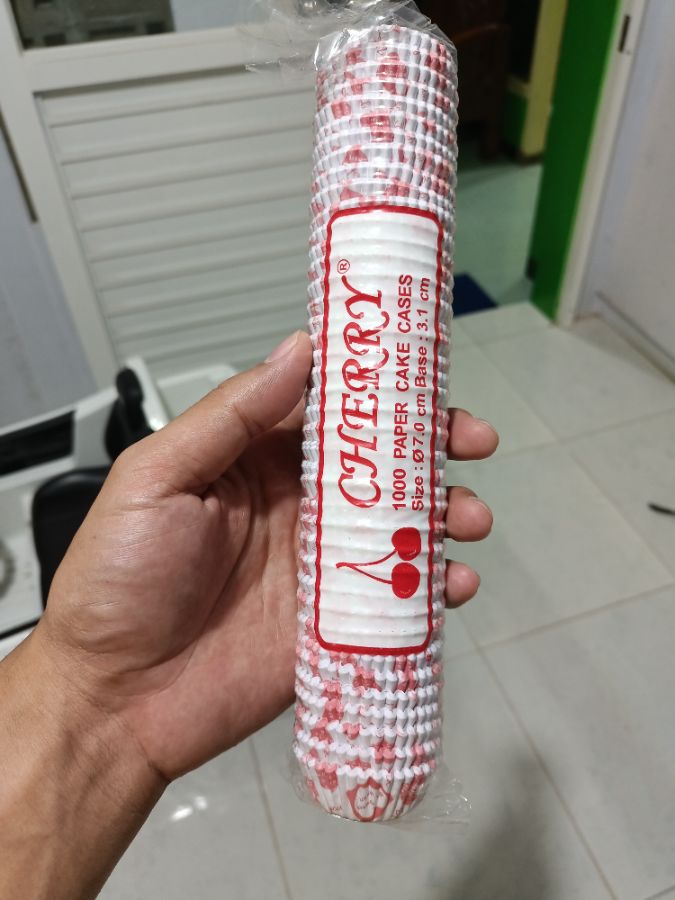 CHERRY®
1000 PAPER CAKE CASES
Size : Ø7.0 cm Base : 3.1 cm